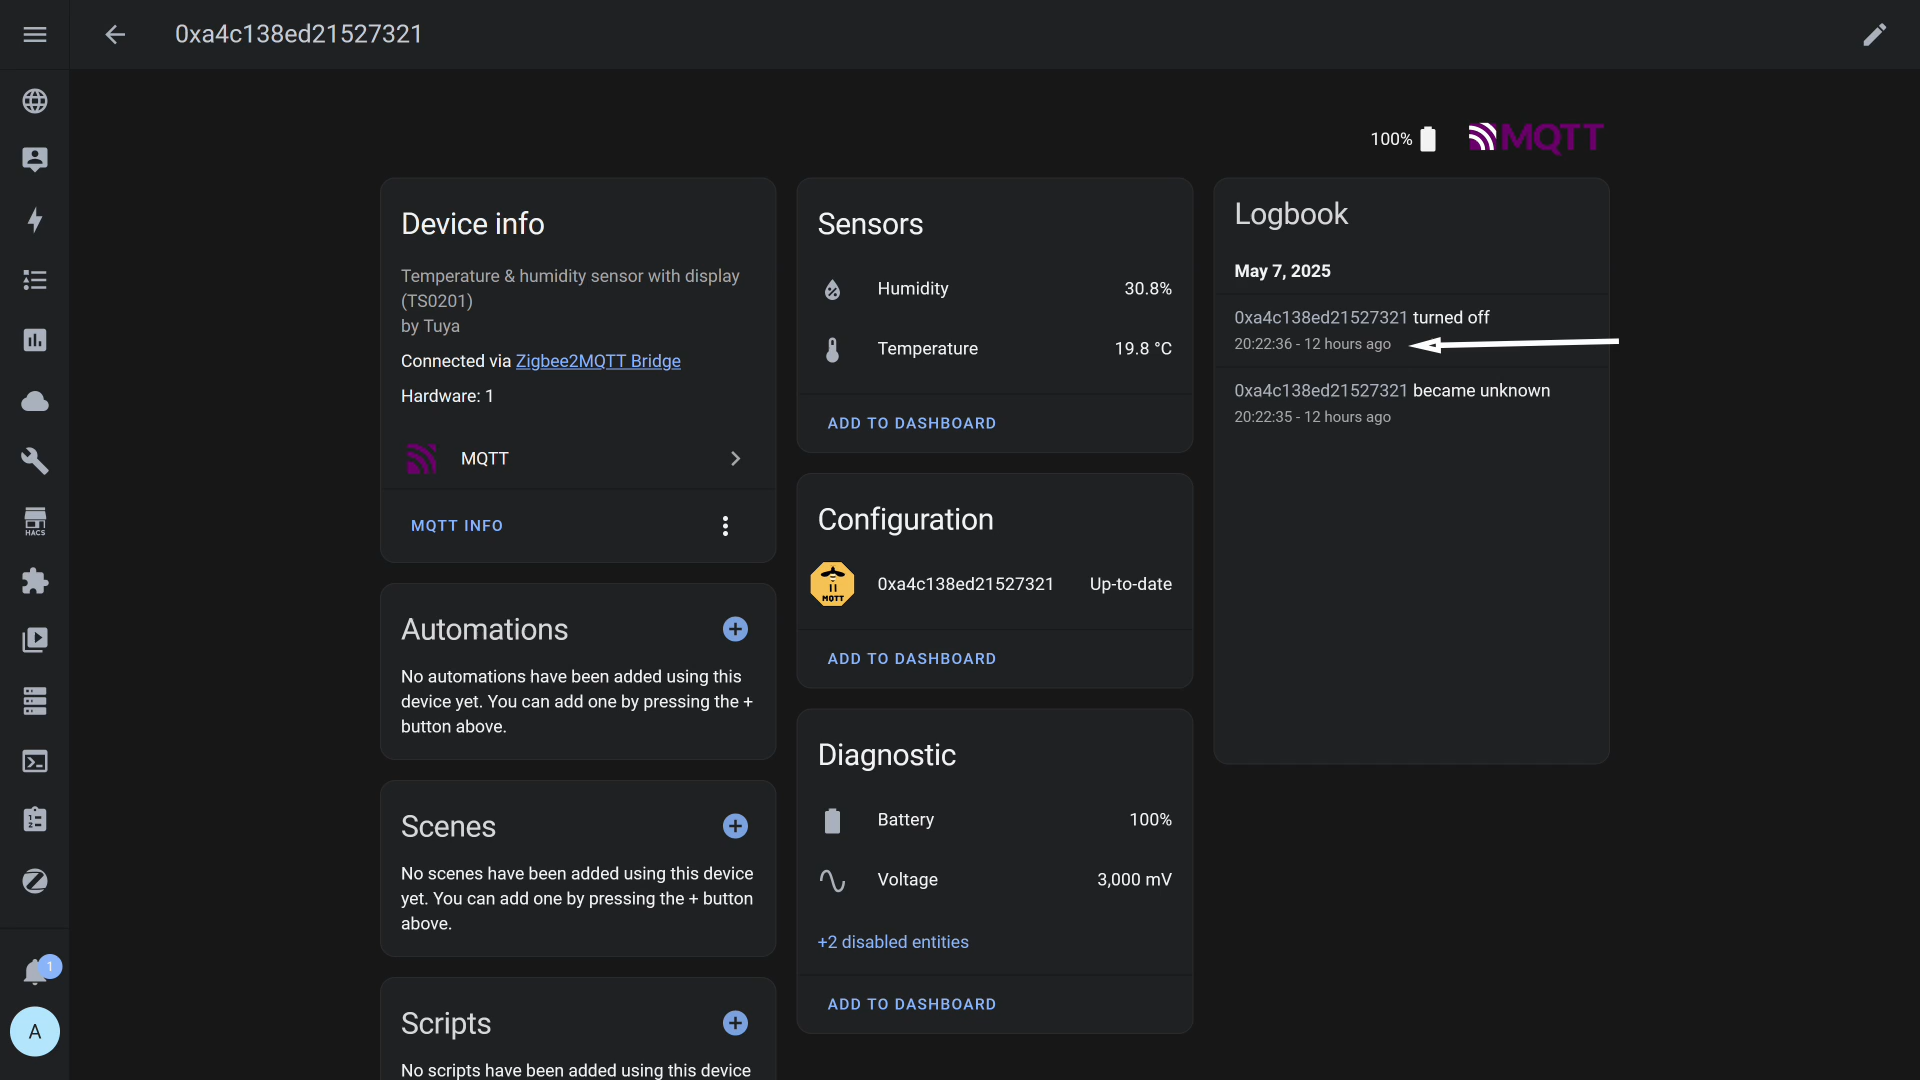 0xa4c138ed21527321
100%
MQTT
Device info
Temperature & humidity sensor with display
(TS0201)
by Tuya
Connected via Zigbee2MQTT Bridge
Hardware: 1
MQTT
MQTT INFO
Automations
No automations have been added using this
device yet. You can add one by pressing the +
button above.
Scenes
No scenes have been added using this device
yet. You can add one by pressing the + button
above.
Scripts
No scripts have been added using this device
Sensors
Humidity 30.8%
Temperature 19.8 °C
ADD TO DASHBOARD
Configuration
MQTT
0xa4c138ed21527321 Up-to-date
ADD TO DASHBOARD
Diagnostic
Battery 100%
Voltage 3,000 mV
+2 disabled entities
ADD TO DASHBOARD
Logbook
May 7, 2025
0xa4c138ed21527321 turned off
20:22:36 - 12 hours ago
0xa4c138ed21527321 became unknown
20:22:35 - 12 hours ago
HACS
1
A